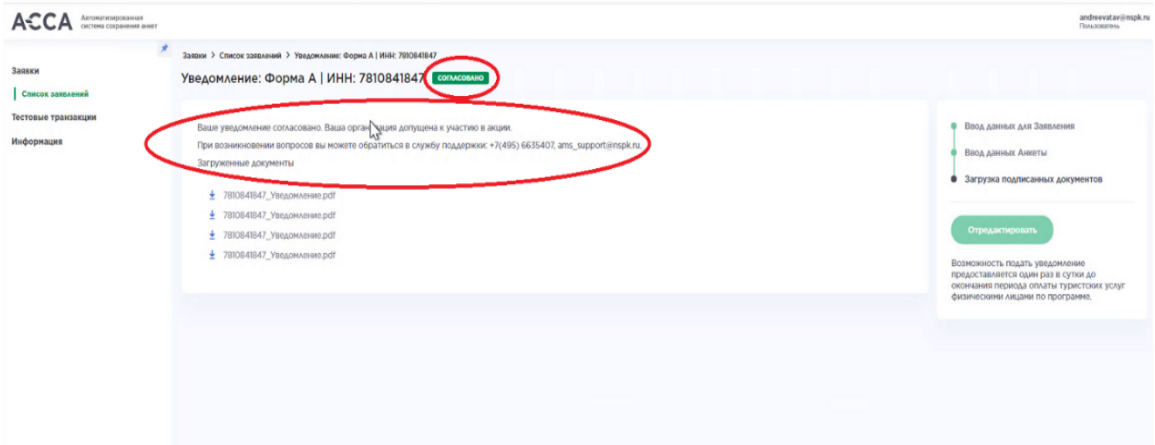 АССА
Автоматизированная
система сохранения анкет
andreevatav@nspk.ru
Пользователь
Заявки > Список заявлений > Уведомление: Форма А | ИНН: 7810841847
Заявки
Список заявлений
Тестовые транзакции
Информация
Уведомление: Форма А | ИНН: 7810841847 СОГЛАСОВАНО
Ваше уведомление согласовано. Ваша организация допущена к участию в акции.
При возникновении вопросов вы можете обратиться в службу поддержки: +7(495) 6635407, ams_support@nspk.ru.
Загруженные документы
7810841847_Уведомление.pdf
7810841847_Уведомление.pdf
7810841847_Уведомление.pdf
7810841847_Уведомление.pdf
Ввод данных для Заявления
Ввод данных Анкеты
Загрузка подписанных документов
Отредактировать
Возможность подать уведомление
предоставляется один раз в сутки до
окончания периода оплаты туристских услуг
физическими лицами по программе.